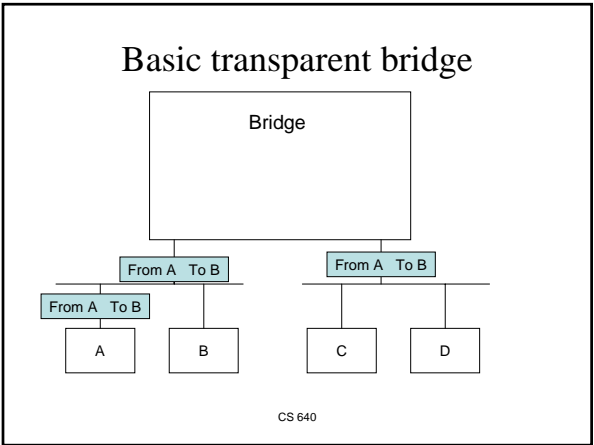 Basic transparent bridge
Bridge
From A To B
From A To B
From A To B
A B C D
CS 640